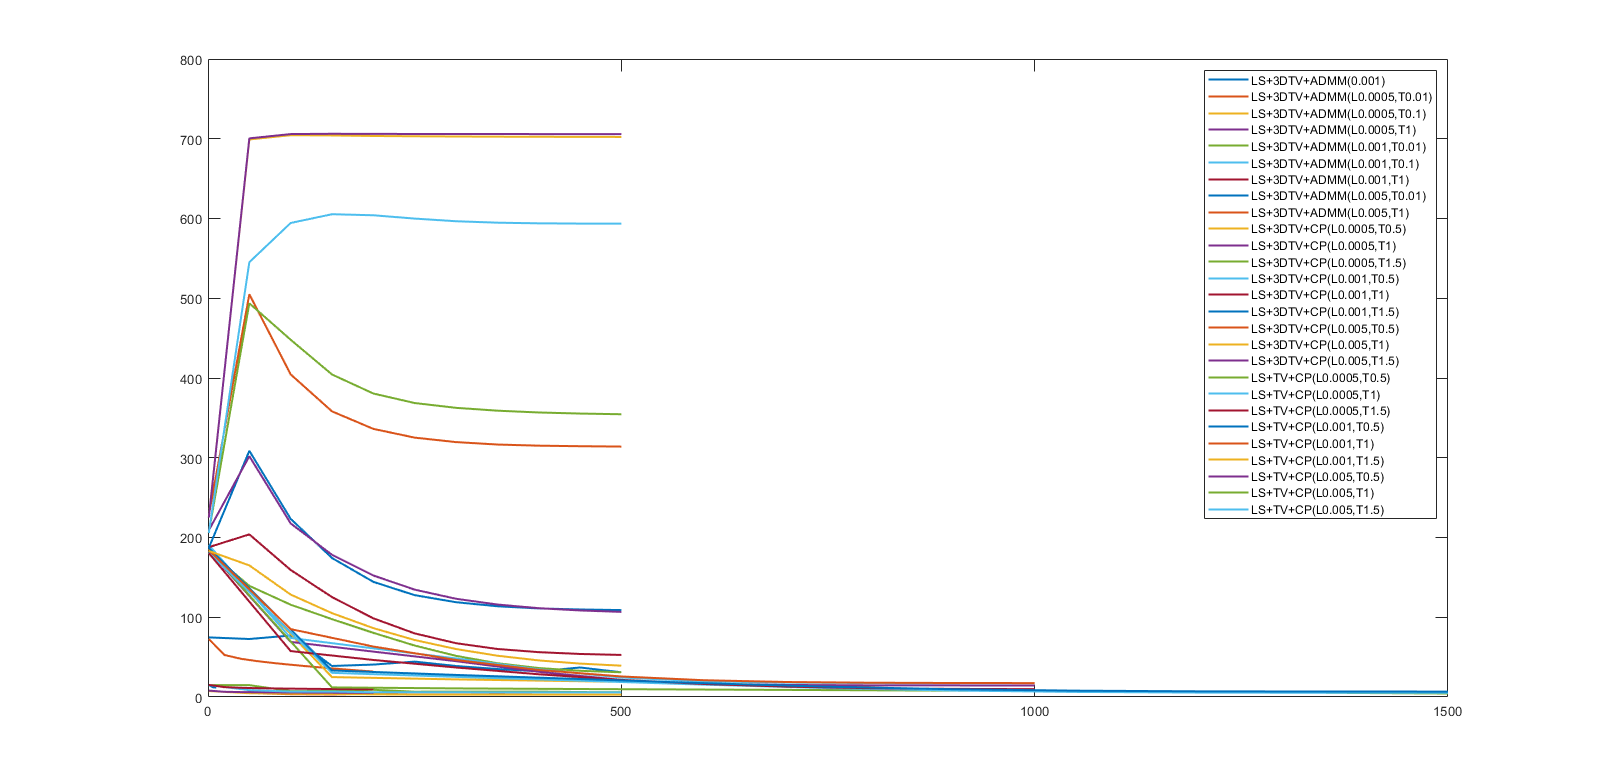 800
700
600
500
400
300
200
100
0
0
500
1000
1500
LS+3DTV+ADMM(0.001)
LS+3DTV+ADMM(L0.0005,T0.01)
LS+3DTV+ADMM(L0.0005,T0.1)
LS+3DTV+ADMM(L0.0005,T1)
LS+3DTV+ADMM(L0.001,T0.01)
LS+3DTV+ADMM(L0.001,T0.1)
LS+3DTV+ADMM(L0.001,T1)
LS+3DTV+ADMM(L0.005,T0.01)
LS+3DTV+ADMM(L0.005,T1)
LS+3DTV+CP(L0.0005,T0.5)
LS+3DTV+CP(L0.0005,T1)
LS+3DTV+CP(L0.0005,T1.5)
LS+3DTV+CP(L0.001,T0.5)
LS+3DTV+CP(L0.001,T1)
LS+3DTV+CP(L0.001,T1.5)
LS+3DTV+CP(L0.005,T0.5)
LS+3DTV+CP(L0.005,T1)
LS+3DTV+CP(L0.005,T1.5)
LS+TV+CP(L0.0005,T0.5)
LS+TV+CP(L0.0005,T1)
LS+TV+CP(L0.0005,T1.5)
LS+TV+CP(L0.001,T0.5)
LS+TV+CP(L0.001,T1)
LS+TV+CP(L0.001,T1.5)
LS+TV+CP(L0.005,T0.5)
LS+TV+CP(L0.005,T1)
LS+TV+CP(L0.005,T1.5)